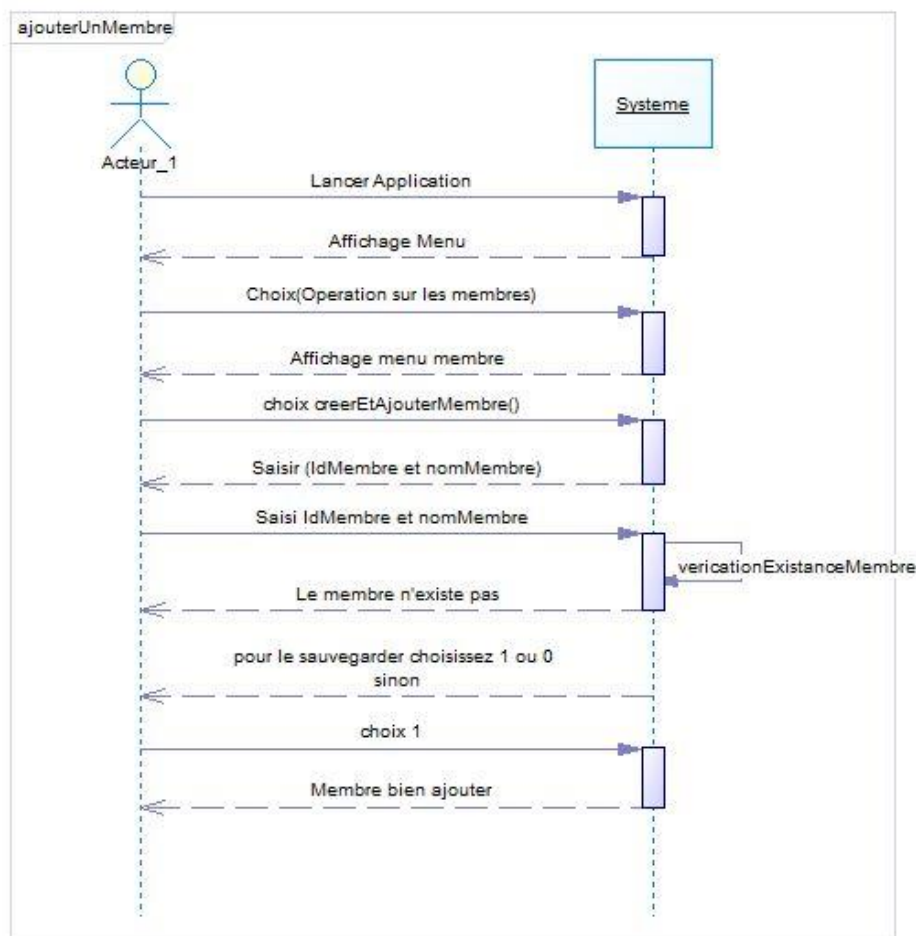 ajouterUnMembre
Systeme
Acteur_1
Lancer Application
Affichage Menu
Choix(Operation sur les membres)
Affichage menu membre
choix creerEtAjouterMembre()
Saisir (IdMembre et nomMembre)
Saisi IdMembre et nomMembre
vericationExistanceMembre
Le membre n'existe pas
pour le sauvegarder choisissez 1 ou 0
sinon
choix 1
Membre bien ajouter